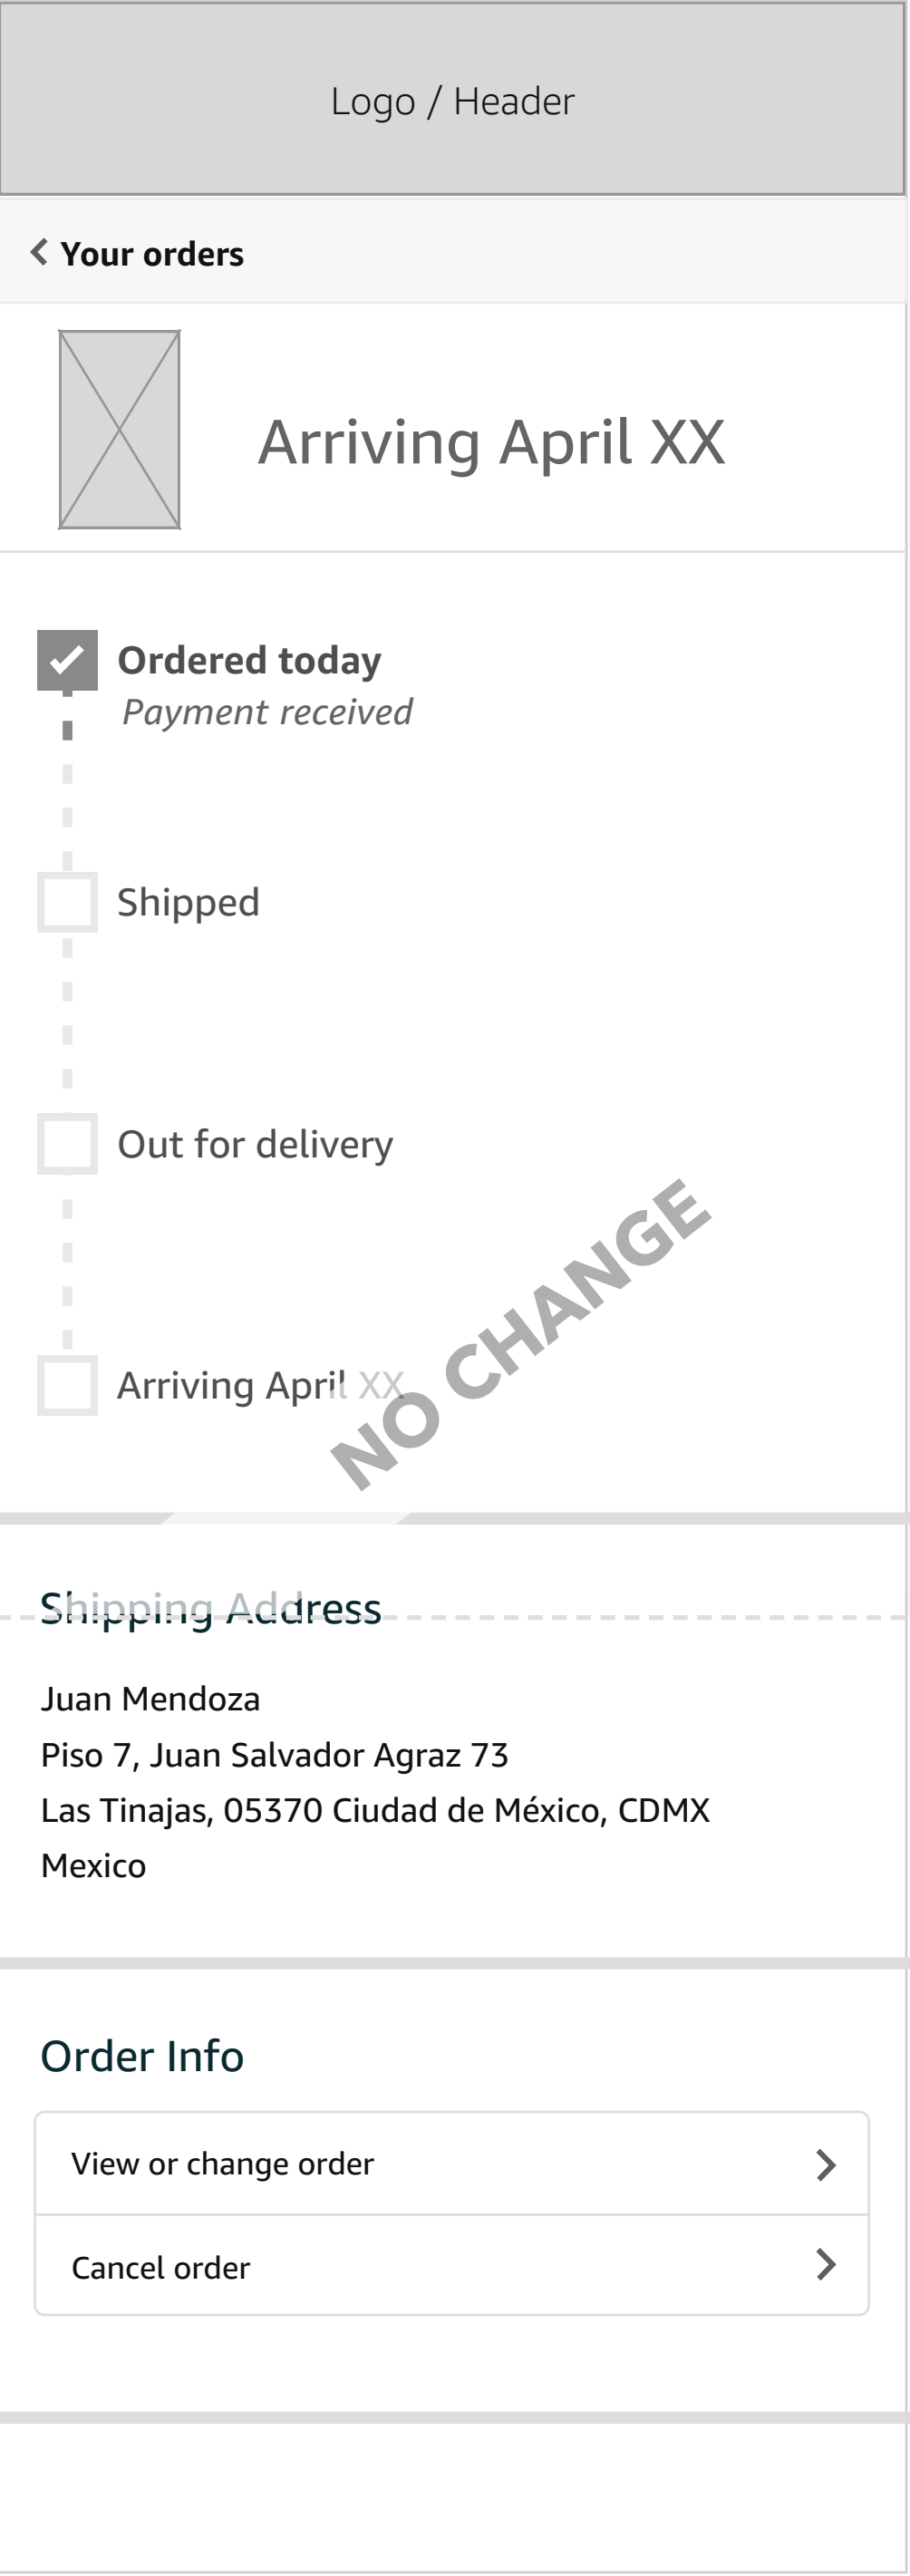 Logo / Header
Your orders
Arriving April XX
Ordered today
Payment received
Shipped
Out for delivery
Arriving April XX
NO CHANGE
Shipping Address
Juan Mendoza
Piso 7, Juan Salvador Agraz 73
Las Tinajas, 05370 Ciudad de México, CDMX
Mexico
Order Info
View or change order
Cancel order